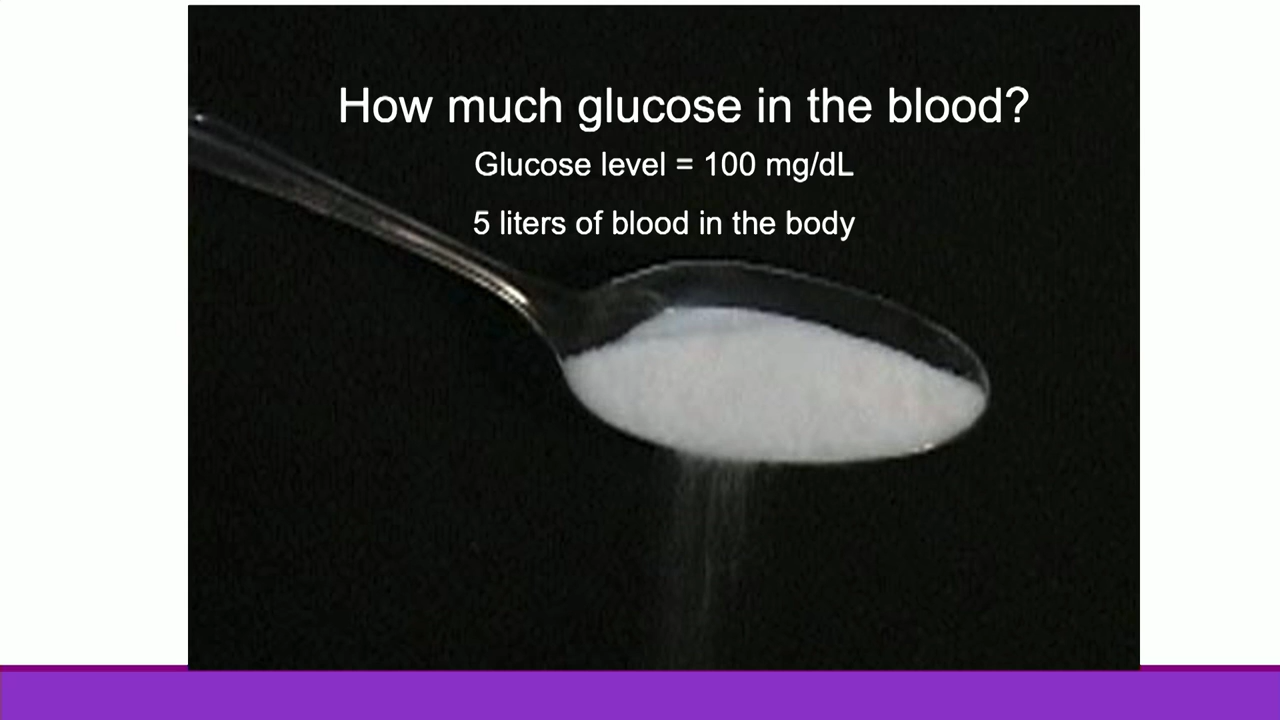 How much glucose in the blood?
Glucose level = 100 mg/dL
5 liters of blood in the body